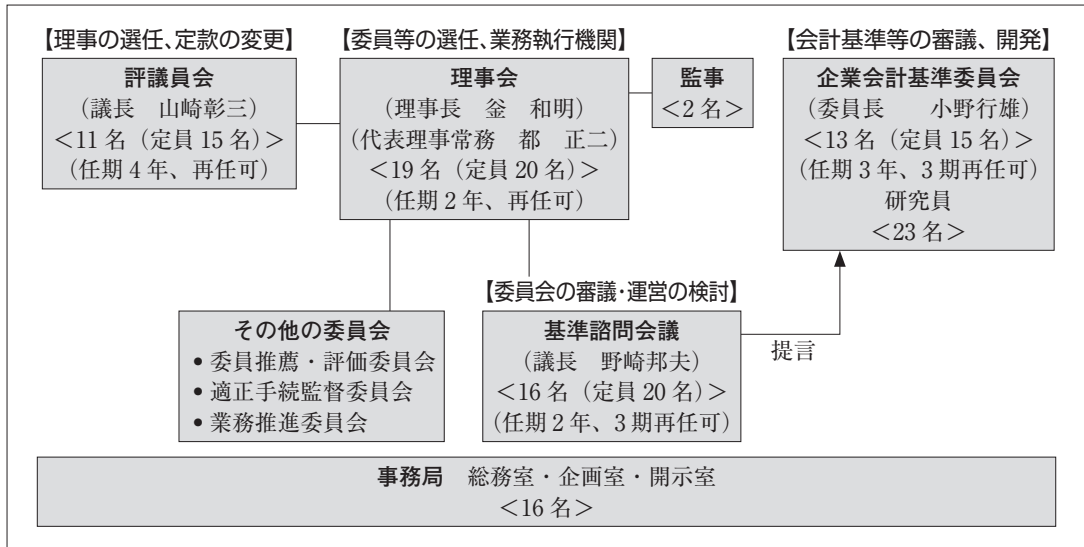 【理事の選任、定款の変更】
評議員会
(議長 山崎彰三)
<11名(定員15名)>
(任期4年、再任可)
【委員等の選任、業務執行機関】
理事会
(理事長 釡 和明)
(代表理事常務 都 正二)
<19名(定員20名)>
(任期2年、再任可)
監事
<2名>
【会計基準等の審議、開発】
企業会計基準委員会
(委員長 小野行雄)
<13名(定員15名)>
(任期3年、3期再任可)
研究員
<23名>
その他の委員会
• 委員推薦・評価委員会
• 適正手続監督委員会
• 業務推進委員会
【委員会の審議・運営の検討】
基準諮問会議
(議長 野崎邦夫)
<16名(定員20名)>
(任期2年、3期再任可)
提言
事務局 総務室・企画室・開示室
<16名>